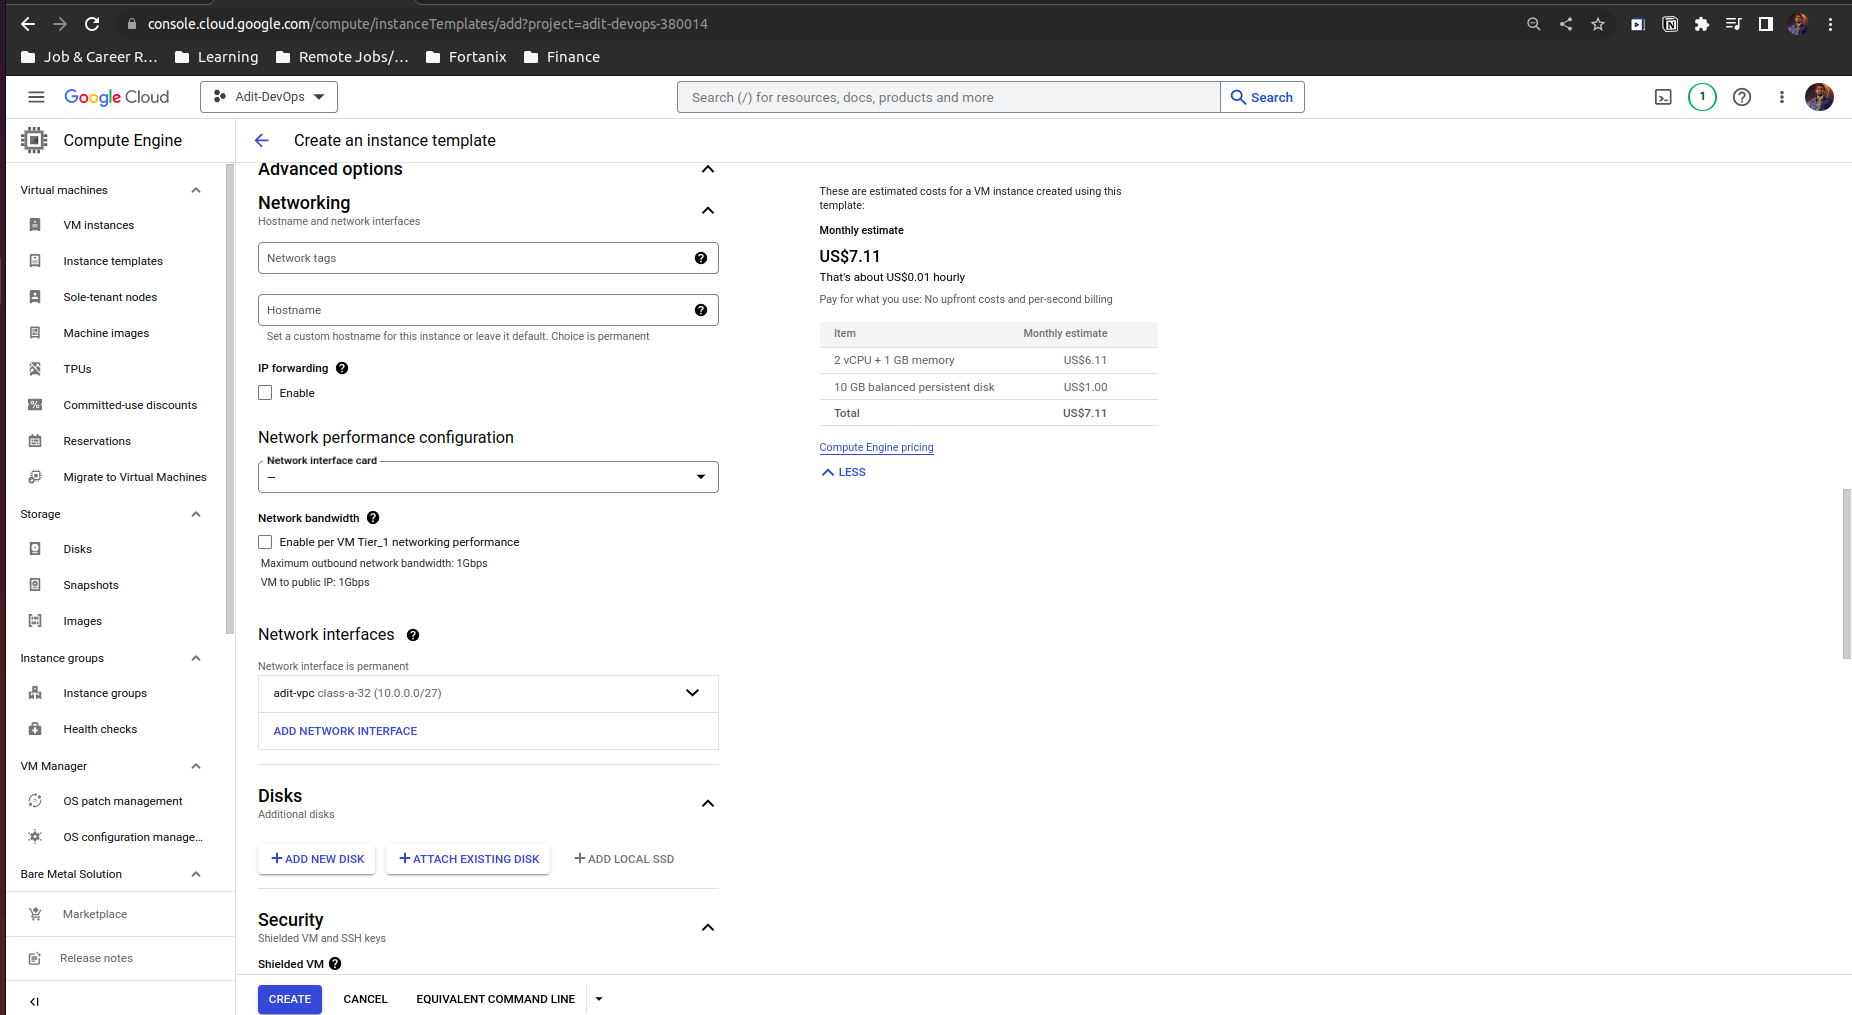 console.cloud.google.com/compute/instanceTemplates/add?project=adit-devops-380014
Job & Career R... Learning Remote Jobs/... Fortanix Finance
Google Cloud Adit-DevOps Search (/) for resources, docs, products and more Search 1
Compute Engine
Virtual machines
VM instances
Instance templates
Sole-tenant nodes
Machine images
TPUs
Committed-use discounts
Reservations
Migrate to Virtual Machines
Storage
Disks
Snapshots
Images
Instance groups
Instance groups
Health checks
VM Manager
OS patch management
OS configuration manage...
Bare Metal Solution
Marketplace
Release notes
Create an instance template
Advanced options
Networking
Hostname and network interfaces
Network tags
Hostname
Set a custom hostname for this instance or leave it default. Choice is permanent
IP forwarding
Enable
Network performance configuration
Network interface card
—
Network bandwidth
Enable per VM Tier_1 networking performance
Maximum outbound network bandwidth: 1Gbps
VM to public IP: 1Gbps
Network interfaces
Network interface is permanent
adit-vpc class-a-32 (10.0.0.0/27)
ADD NETWORK INTERFACE
Disks
Additional disks
+ ADD NEW DISK + ATTACH EXISTING DISK + ADD LOCAL SSD
Security
Shielded VM and SSH keys
Shielded VM
CREATE CANCEL EQUIVALENT COMMAND LINE
These are estimated costs for a VM instance created using this
template:
Monthly estimate
US$7.11
That's about US$0.01 hourly
Pay for what you use: No upfront costs and per-second billing
Item Monthly estimate
2 vCPU + 1 GB memory US$6.11
10 GB balanced persistent disk US$1.00
Total US$7.11
Compute Engine pricing
LESS